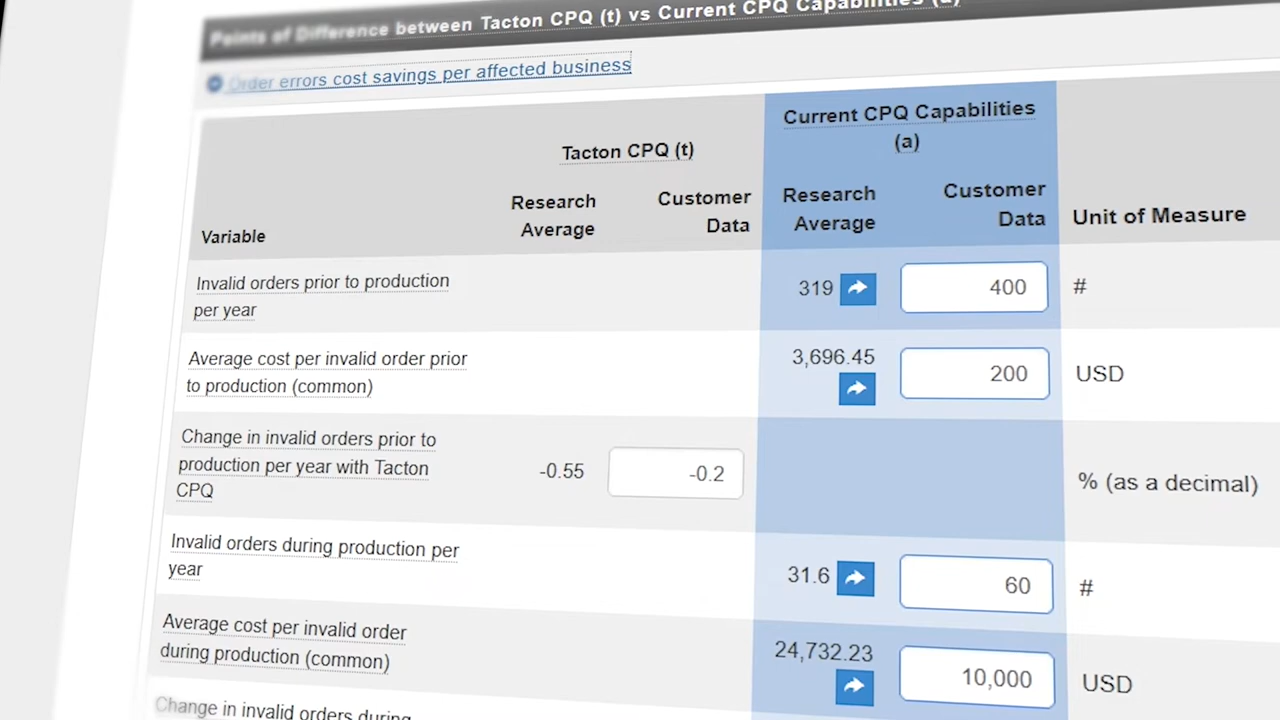 Points of Difference between Tacton CPQ (t) vs Current CPQ Capabilities (a)
Order errors cost savings per affected business
Current CPQ Capabilities
(a)
Tacton CPQ (t)
Research
Average
Customer
Data
Research
Average
Customer
Data
Unit of Measure
Variable
Invalid orders prior to production
per year
319
400
#
Average cost per invalid order prior
to production (common)
3,696.45
200
USD
Change in invalid orders prior to
production per year with Tacton
CPQ
-0.55
-0.2
% (as a decimal)
Invalid orders during production per
year
31.6
60
#
Average cost per invalid order
during production (common)
24,732.23
10,000
USD
Change in invalid orders during